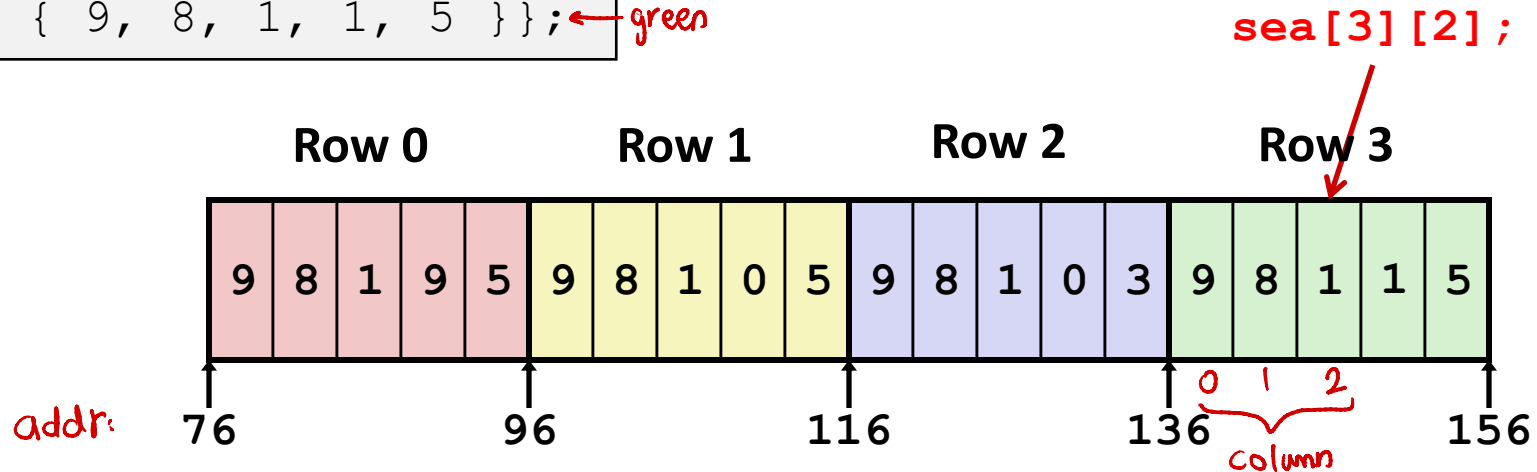 { 9, 8, 1, 1, 5 }}; green
sea[3][2];
Row 0 Row 1 Row 2 Row 3
9 8 1 9 5 9 8 1 0 5 9 8 1 0 3 9 8 1 1 5
0 1 2
addr: 76 96 116 136 156
column